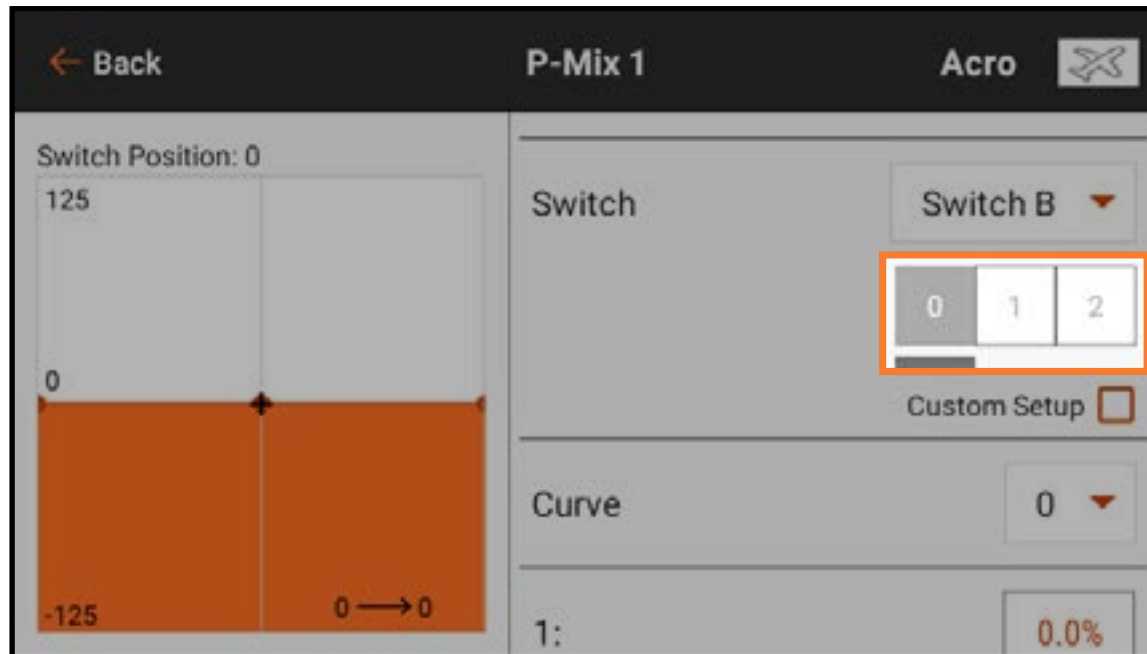 Back
P-Mix 1
Acro
Switch Position: 0
125
0
-125
0 → 0
Switch
Switch B
0 1 2
Custom Setup
Curve
0
1:
0.0%